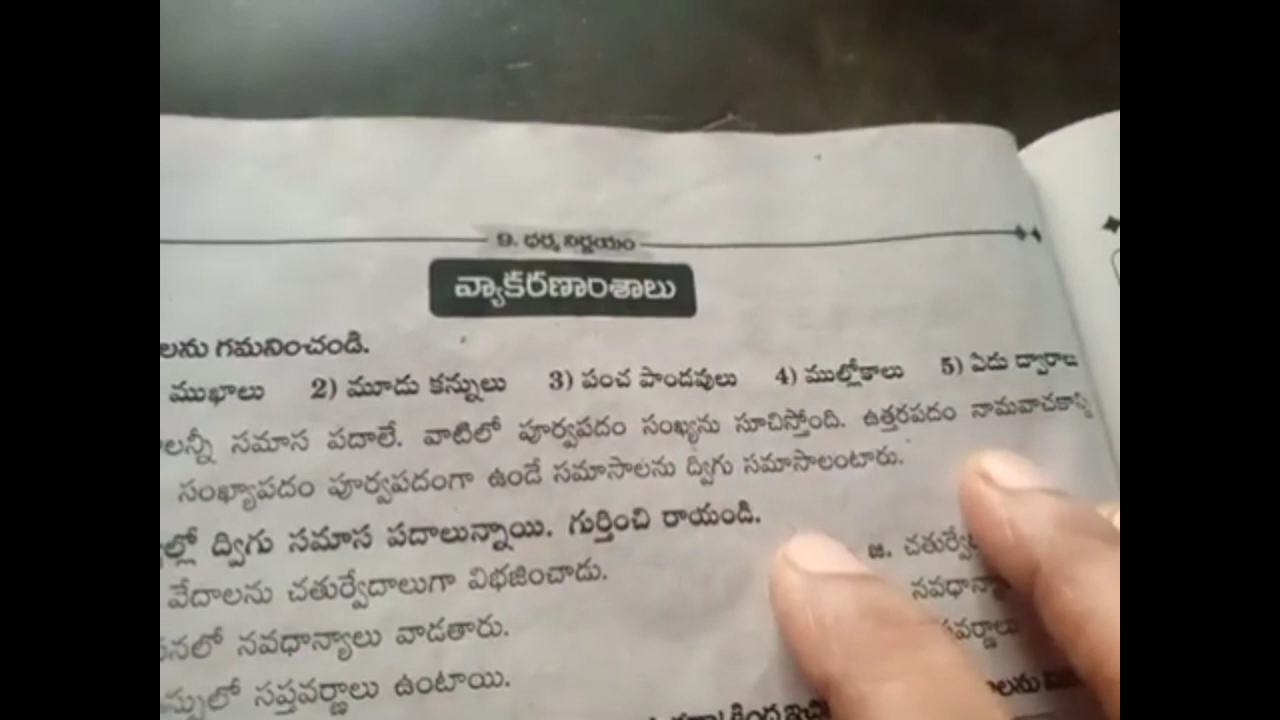 9. ధర్మ నిర్ణయం
వ్యాకరణాంశాలు
లను గమనించండి.
ముఖాలు 2) మూడు కన్నులు 3) పంచ పాండవులు 4) ముల్లోకాలు 5) ఏడు ద్వారాల
లన్నీ సమాస పదాలే. వాటిలో పూర్వపదం సంఖ్యను సూచిస్తోంది. ఉత్తరపదం నామవాచకాన్ని
సంఖ్యాపదం పూర్వపదంగా ఉండే సమాసాలను ద్విగు సమాసాలంటారు.
ల్లో ద్విగు సమాస పదాలున్నాయి. గుర్తించి రాయండి.
వేదాలను చతుర్వేదాలుగా విభజించాడు. జ. చతుర్వే
నలో నవధాన్యాలు వాడతారు. నవధాన్యా
స్సులో సప్తవర్ణాలు ఉంటాయి. వర్ణాలు